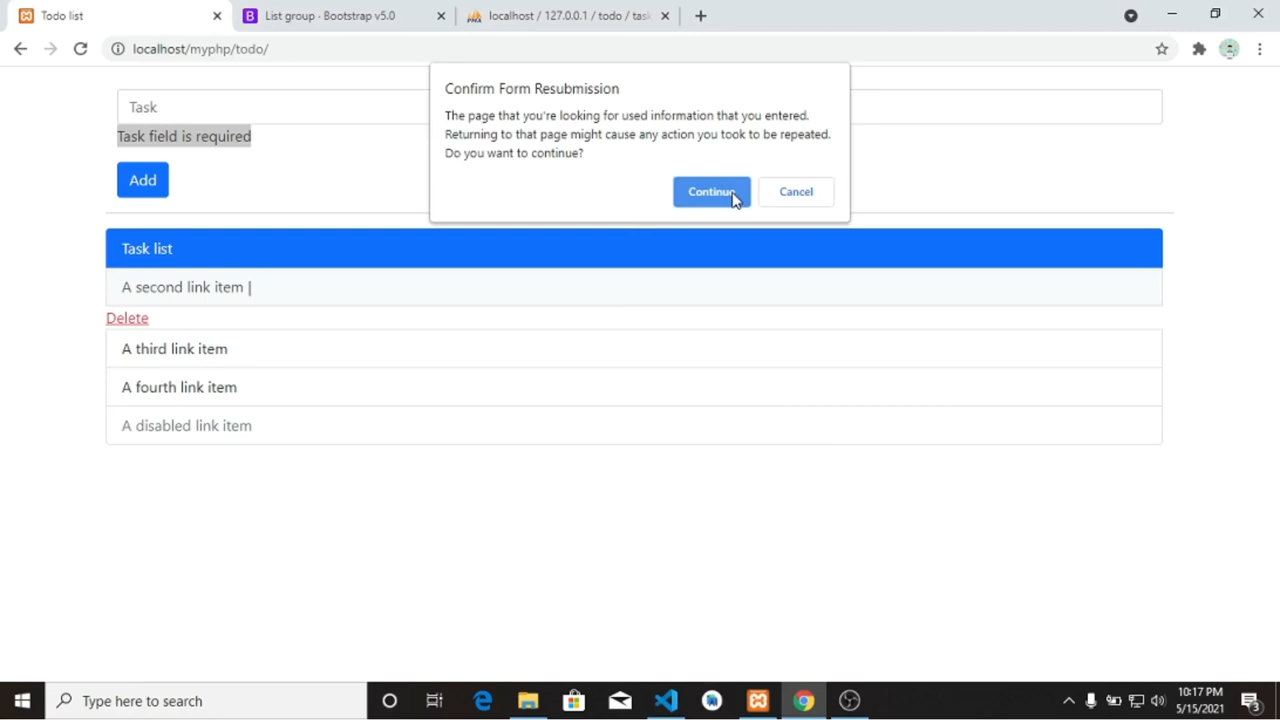 Todo list
List group · Bootstrap v5.0
localhost / 127.0.0.1 / todo / task
localhost/myphp/todo/
Confirm Form Resubmission
The page that you're looking for used information that you entered.
Returning to that page might cause any action you took to be repeated.
Do you want to continue?
Continue
Cancel
Task
Task field is required
Add
Task list
A second link item |
Delete
A third link item
A fourth link item
A disabled link item
Type here to search
10:17 PM
5/15/2021
3